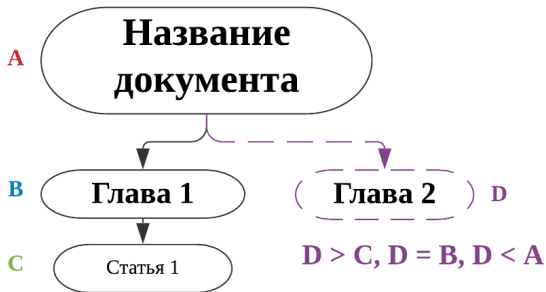 A
Название
документа
B
Глава 1
Глава 2
D
C
Статья 1
D > C, D = B, D < A